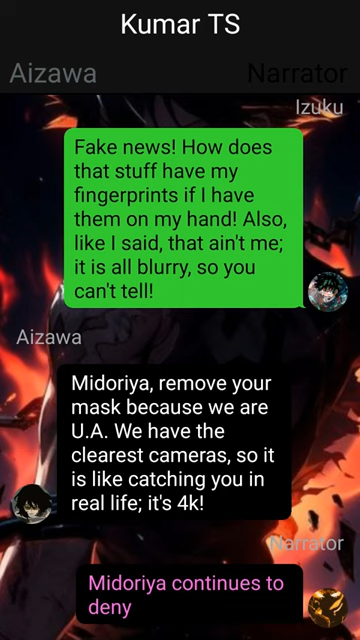 Kumar TS
Aizawa
Narrator
Izuku
Fake news! How does
that stuff have my
fingerprints if I have
them on my hand! Also,
like I said, that ain't me;
it is all blurry, so you
can't tell!
Aizawa
Midoriya, remove your
mask because we are
U.A. We have the
clearest cameras, so it
is like catching you in
real life; it's 4k!
Narrator
Midoriya continues to
deny